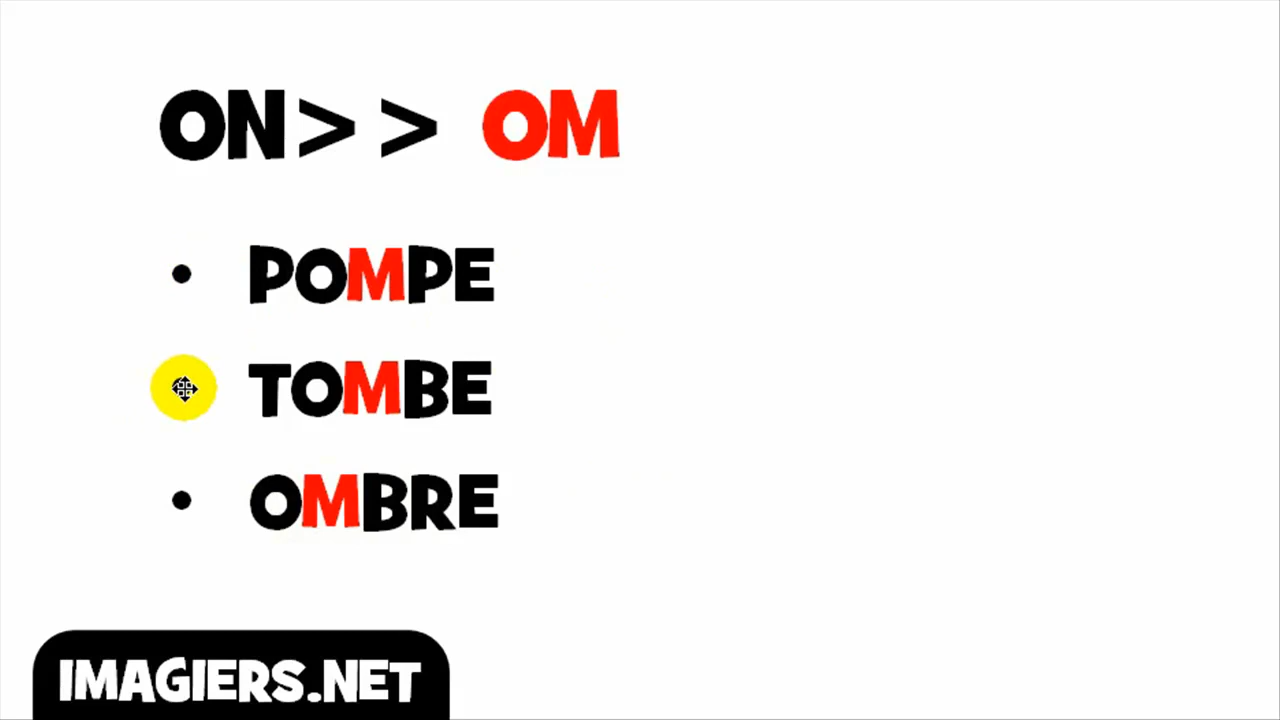 ON>> OM
• POMPE
TOMBE
• OMBRE
IMAGIERS.NET